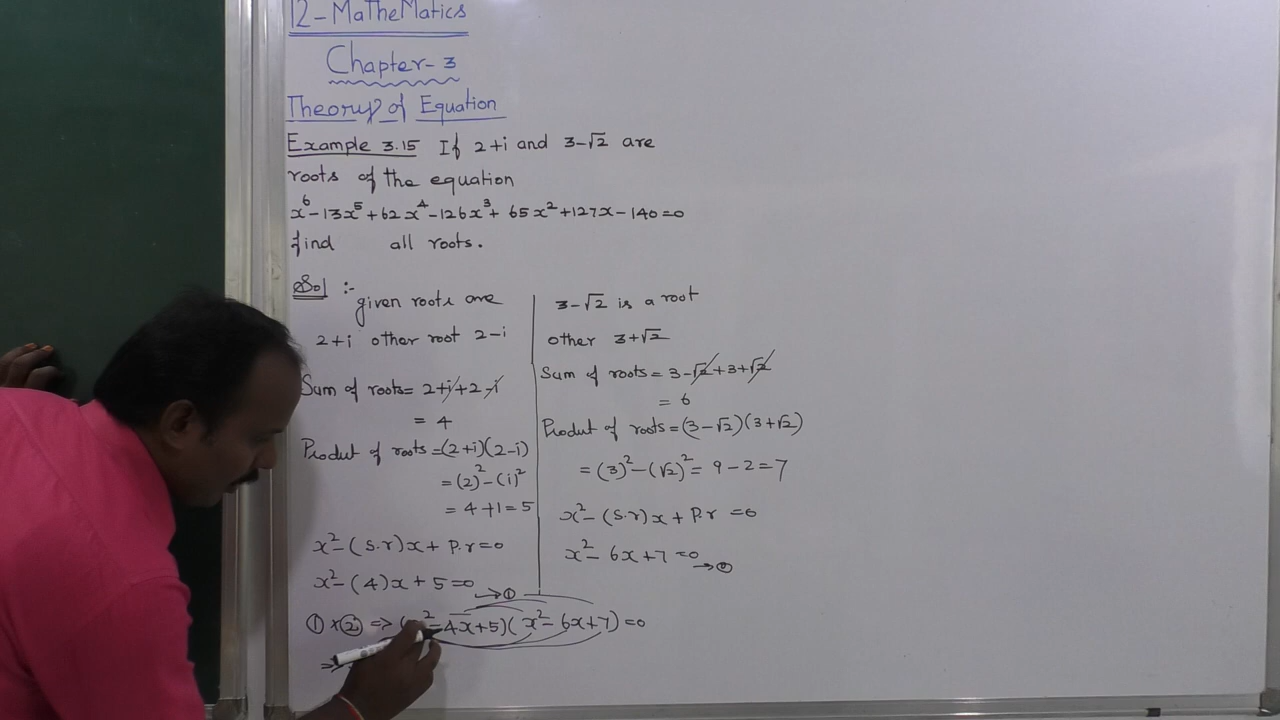 12-MaTheMatics
Chapter-3
Theory of Equation
Example 3.15 If 2+i and 3-√2 are
roots of the equation
x⁶-13x⁵+62x⁴-126x³+65x²+127x-140=0
find all roots.
Sol :-
given roots are
2+i other root 2-i
Sum of roots= 2+i+2-i
= 4
Produt of roots=(2+i)(2-i)
=(2)²-(i)²
=4+1=5
x²-(s.r)x+P.r=0
x²-(4)x+5=0 →①
3-√2 is a root
other 3+√2
Sum of roots=3-√2+3+√2
= 6
Produt of roots=(3-√2)(3+√2)
=(3)²-(√2)²= 9-2=7
x²-(s.r)x+P.r=0
x²-6x+7=0 →②
①×②=>( ²-4x+5)(x²-6x+7)=0
=>